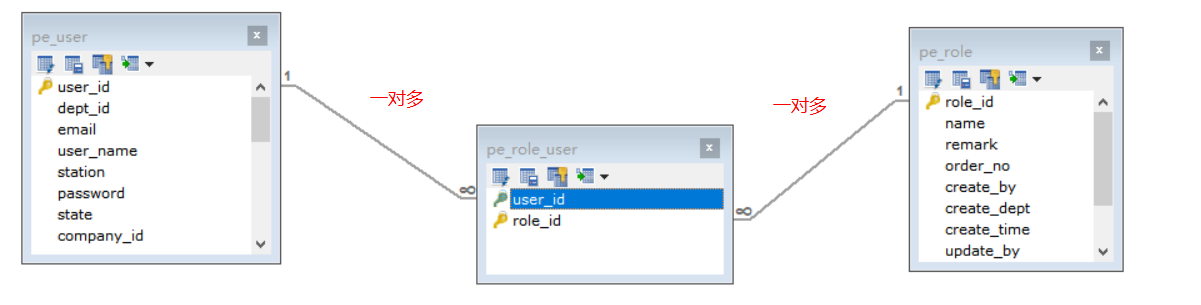 pe_user
user_id
dept_id
email
user_name
station
password
state
company_id
1
一对多
∞
pe_role_user
user_id
role_id
∞
一对多
1
pe_role
role_id
name
remark
order_no
create_by
create_dept
create_time
update_by